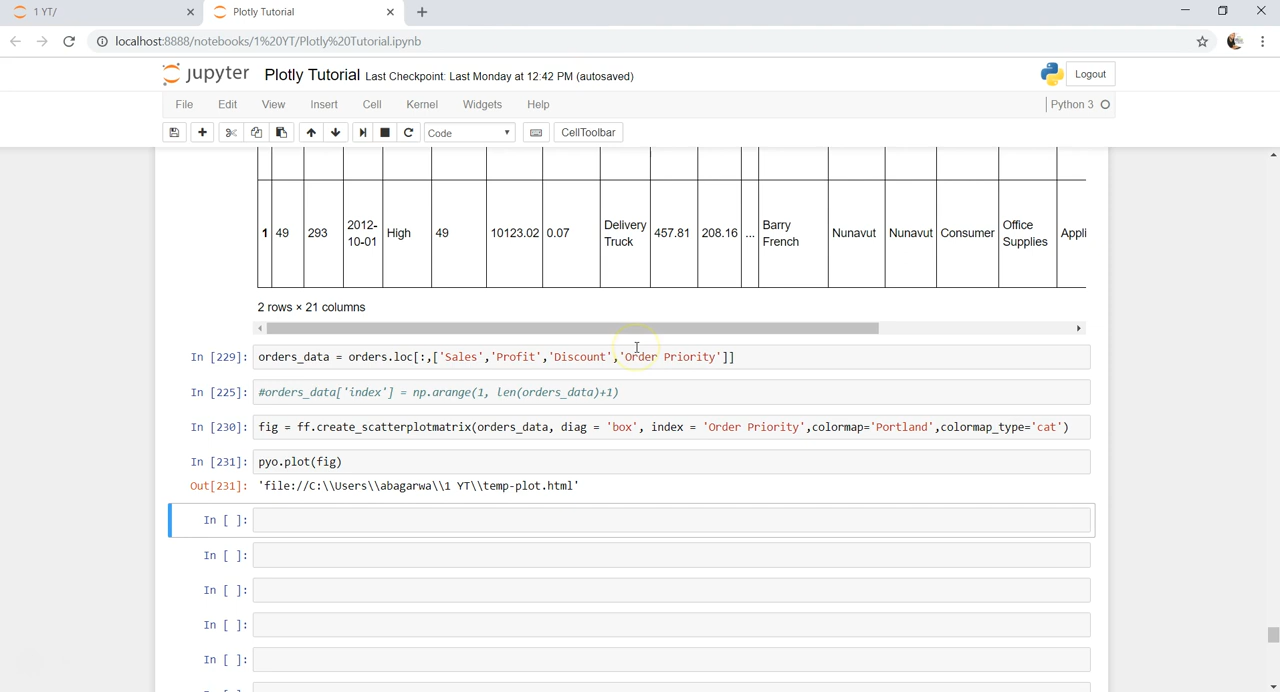 1 YT/
Plotly Tutorial
localhost:8888/notebooks/1%20YT/Plotly%20Tutorial.ipynb
jupyter Plotly Tutorial Last Checkpoint: Last Monday at 12:42 PM (autosaved)
Logout
File Edit View Insert Cell Kernel Widgets Help
Python 3
Code
CellToolbar
1 49 293 2012-10-01 High 49 10123.02 0.07 Delivery Truck 457.81 208.16 ... Barry French Nunavut Nunavut Consumer Office Supplies Appli
2 rows × 21 columns
In [229]: orders_data = orders.loc[:,['Sales','Profit','Discount','Order Priority']]
In [225]: #orders_data['index'] = np.arange(1, len(orders_data)+1)
In [230]: fig = ff.create_scatterplotmatrix(orders_data, diag = 'box', index = 'Order Priority',colormap='Portland',colormap_type='cat')
In [231]: pyo.plot(fig)
Out[231]: 'file://C:\\Users\\abagarwa\\1 YT\\temp-plot.html'
In [ ]:
In [ ]:
In [ ]:
In [ ]:
In [ ]: